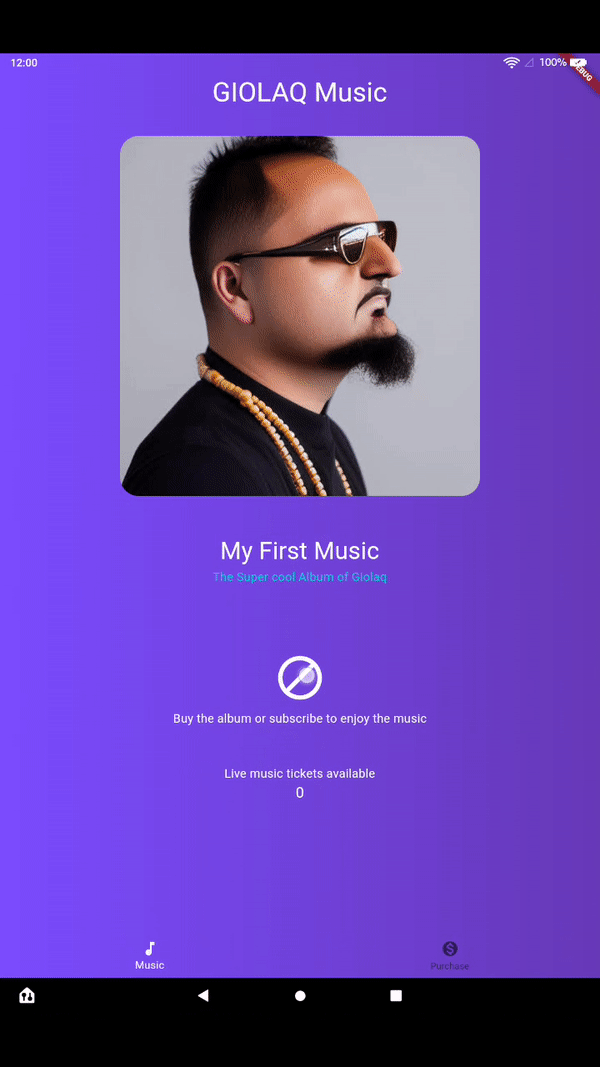 12:00
100%
DEBUG
GIOLAQ Music
My First Music
The Super cool Album of Giolaq
Buy the album or subscribe to enjoy the music
Live music tickets available
0
Music
Purchase